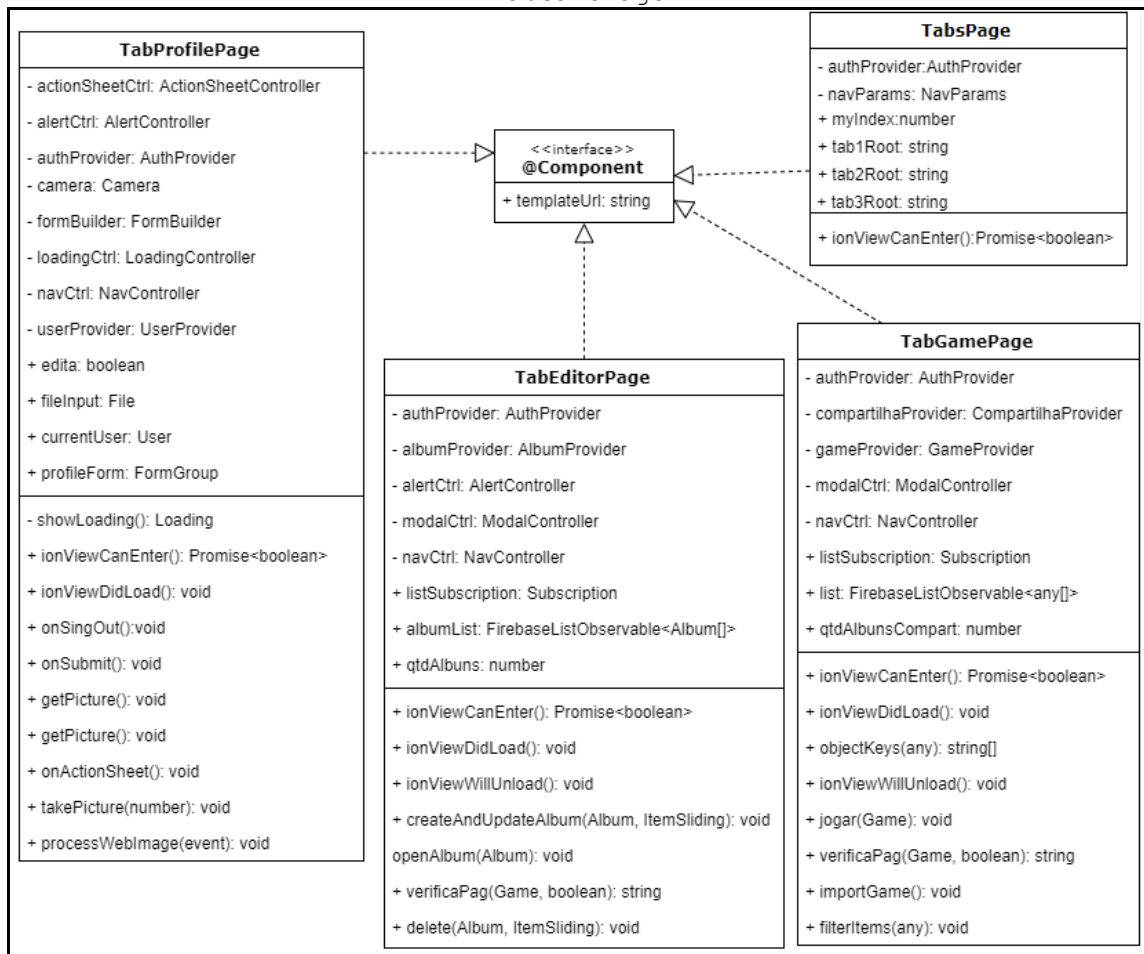 TabProfilePage
- actionSheetCtrl: ActionSheetController
- alertCtrl: AlertController
- authProvider: AuthProvider
- camera: Camera
- formBuilder: FormBuilder
- loadingCtrl: LoadingController
- navCtrl: NavController
- userProvider: UserProvider
+ edita: boolean
+ fileInput: File
+ currentUser: User
+ profileForm: FormGroup
- showLoading(): Loading
+ ionViewCanEnter(): Promise<boolean>
+ ionViewDidLoad(): void
+ onSingOut():void
+ onSubmit(): void
+ getPicture(): void
+ getPicture(): void
+ onActionSheet(): void
+ takePicture(number): void
+ processWebImage(event): void
<<interface>>
@Component
+ templateUrl: string
TabsPage
- authProvider:AuthProvider
- navParams: NavParams
+ myIndex:number
+ tab1Root: string
+ tab2Root: string
+ tab3Root: string
+ ionViewCanEnter():Promise<boolean>
TabEditorPage
- authProvider: AuthProvider
- albumProvider: AlbumProvider
- alertCtrl: AlertController
- modalCtrl: ModalController
- navCtrl: NavController
+ listSubscription: Subscription
+ albumList: FirebaseListObservable<Album[]>
+ qtdAlbuns: number
+ ionViewCanEnter(): Promise<boolean>
+ ionViewDidLoad(): void
+ ionViewWillUnload(): void
+ createAndUpdateAlbum(Album, ItemSliding): void
openAlbum(Album): void
+ verificaPag(Game, boolean): string
+ delete(Album, ItemSliding): void
TabGamePage
- authProvider: AuthProvider
- compartilhaProvider: CompartilhaProvider
- gameProvider: GameProvider
- modalCtrl: ModalController
- navCtrl: NavController
+ listSubscription: Subscription
+ list: FirebaseListObservable<any[]>
+ qtdAlbunsCompart: number
+ ionViewCanEnter(): Promise<boolean>
+ ionViewDidLoad(): void
+ objectKeys(any): string[]
+ ionViewWillUnload(): void
+ jogar(Game): void
+ verificaPag(Game, boolean): string
+ importGame(): void
+ filterItems(any): void